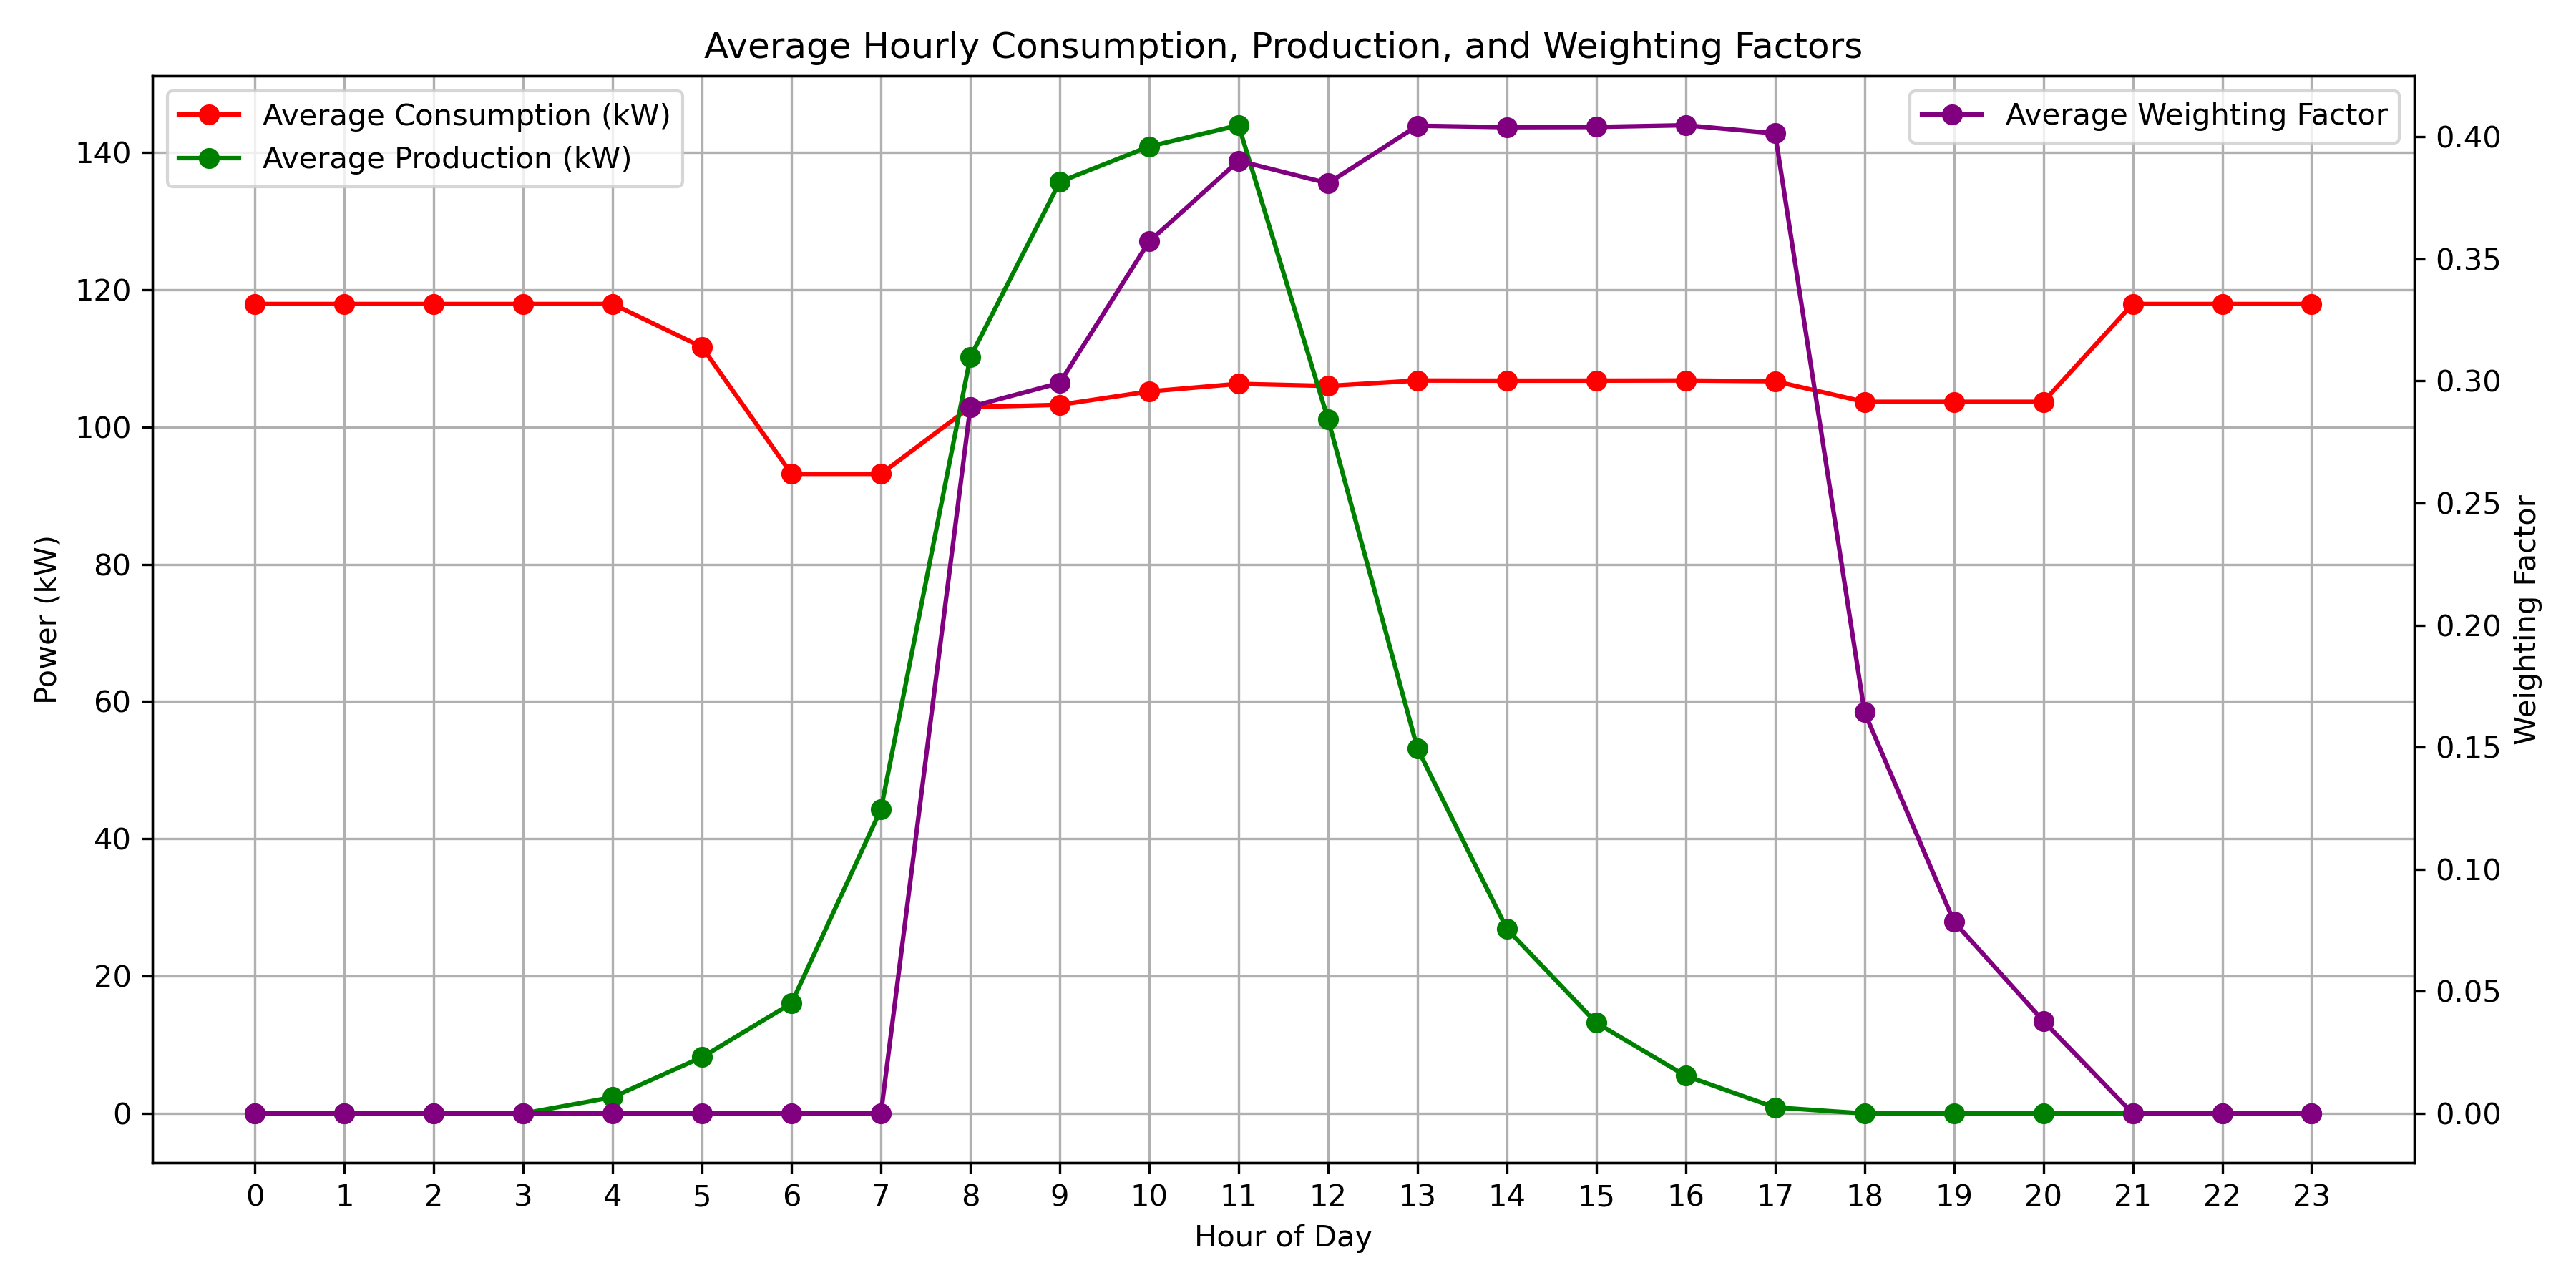 Average Hourly Consumption, Production, and Weighting Factors
Average Consumption (kW)
Average Production (kW)
Average Weighting Factor
Power (kW)
140
120
100
80
60
40
20
0
0.40
0.35
0.30
0.25
0.20
0.15
0.10
0.05
0.00
Weighting Factor
0 1 2 3 4 5 6 7 8 9 10 11 12 13 14 15 16 17 18 19 20 21 22 23
Hour of Day